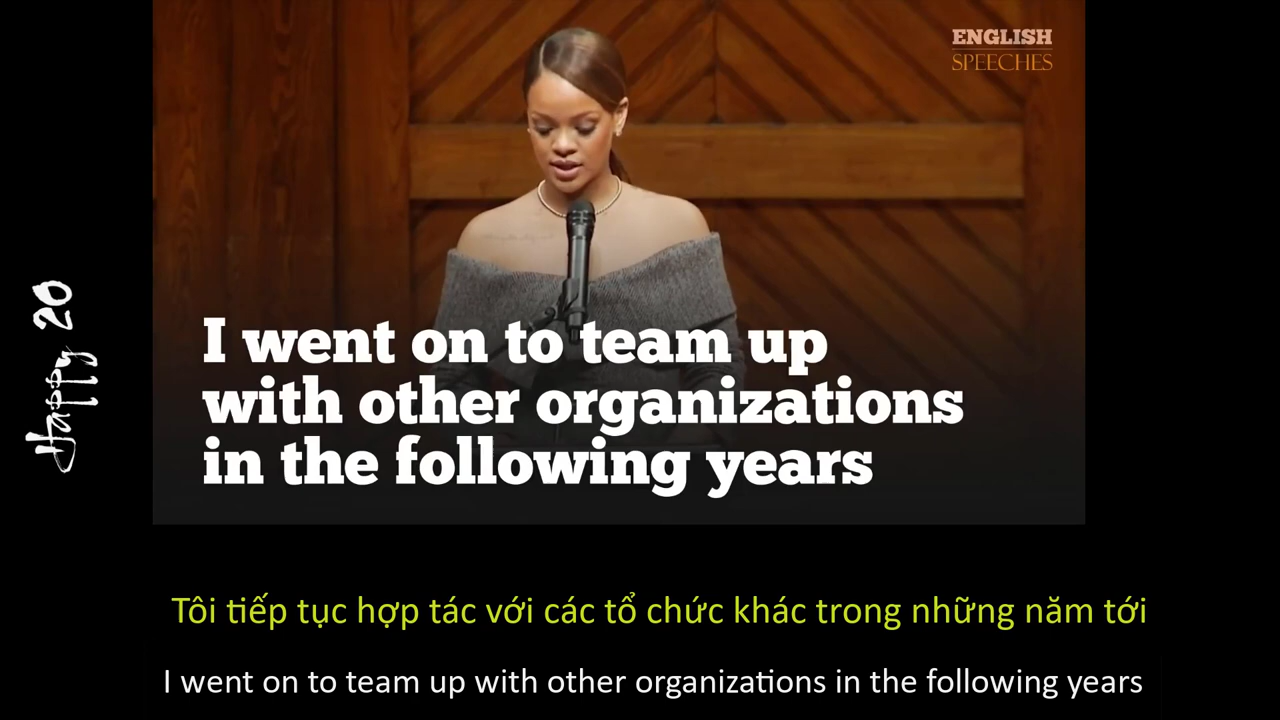 ENGLISH
SPEECHES
Happy 20
I went on to team up
with other organizations
in the following years
Tôi tiếp tục hợp tác với các tổ chức khác trong những năm tới
I went on to team up with other organizations in the following years